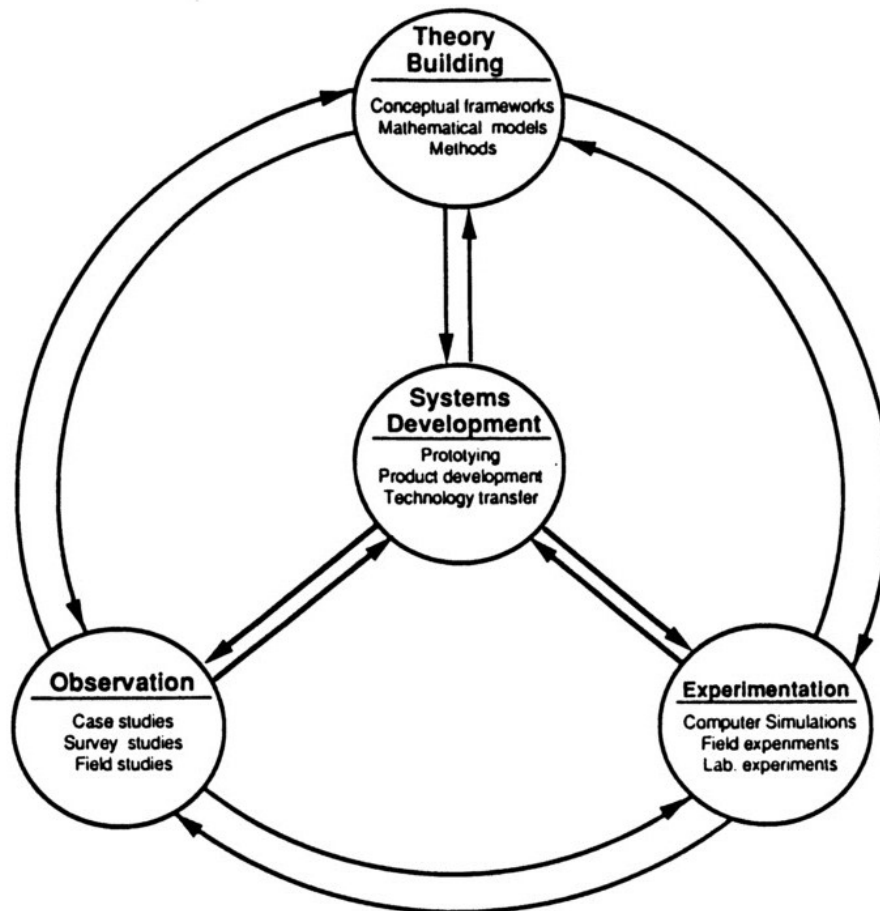 Theory
Building
Conceptual frameworks
Mathematical models
Methods
Systems
Development
Prototying
Product development
Technology transfer
Observation
Case studies
Survey studies
Field studies
Experimentation
Computer Simulations
Field experiments
Lab. experiments